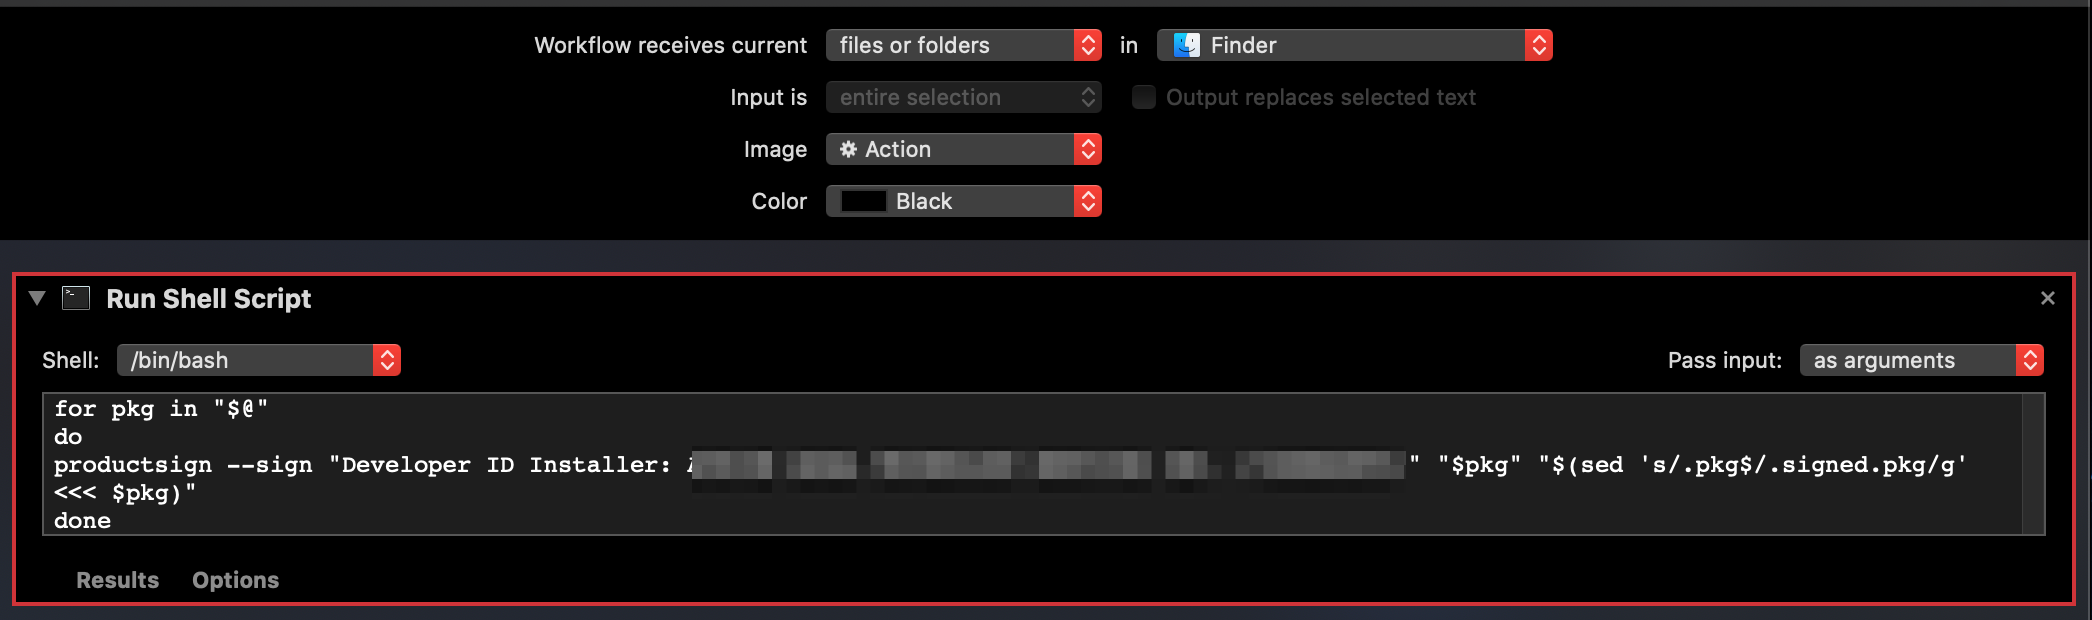 Workflow receives current files or folders in Finder
Input is entire selection Output replaces selected text
Image Action
Color Black
Run Shell Script
Shell: /bin/bash Pass input: as arguments
for pkg in "$@"
do
productsign --sign "Developer ID Installer: " "$pkg" "$(sed 's/.pkg$/.signed.pkg/g'
<<< $pkg)"
done
Results Options